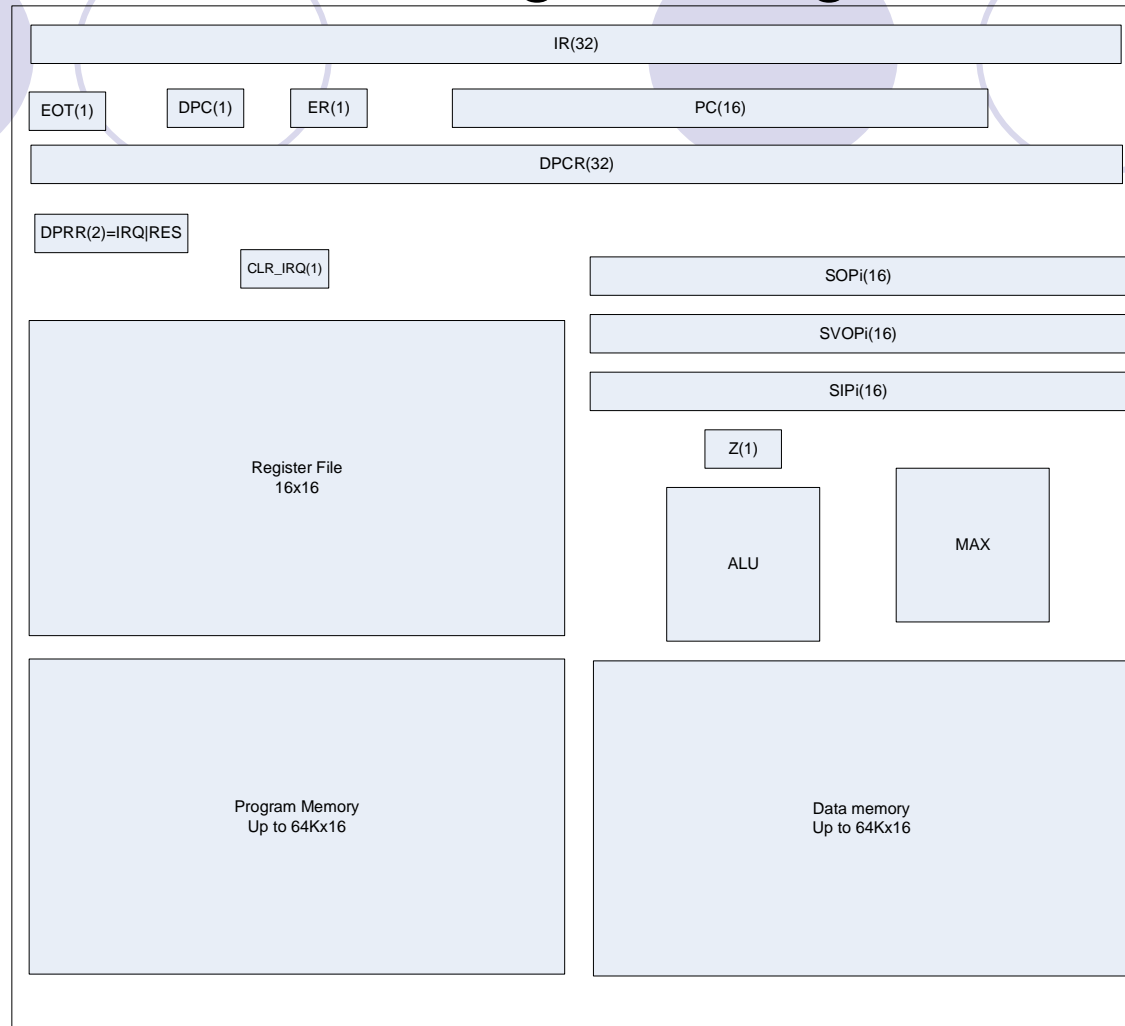 IR(32)
EOT(1)
DPC(1)
ER(1)
PC(16)
DPCR(32)
DPRR(2)=IRQ|RES
CLR_IRQ(1)
SOPi(16)
SVOPi(16)
SIPi(16)
Z(1)
Register File
16x16
ALU
MAX
Program Memory
Up to 64Kx16
Data memory
Up to 64Kx16